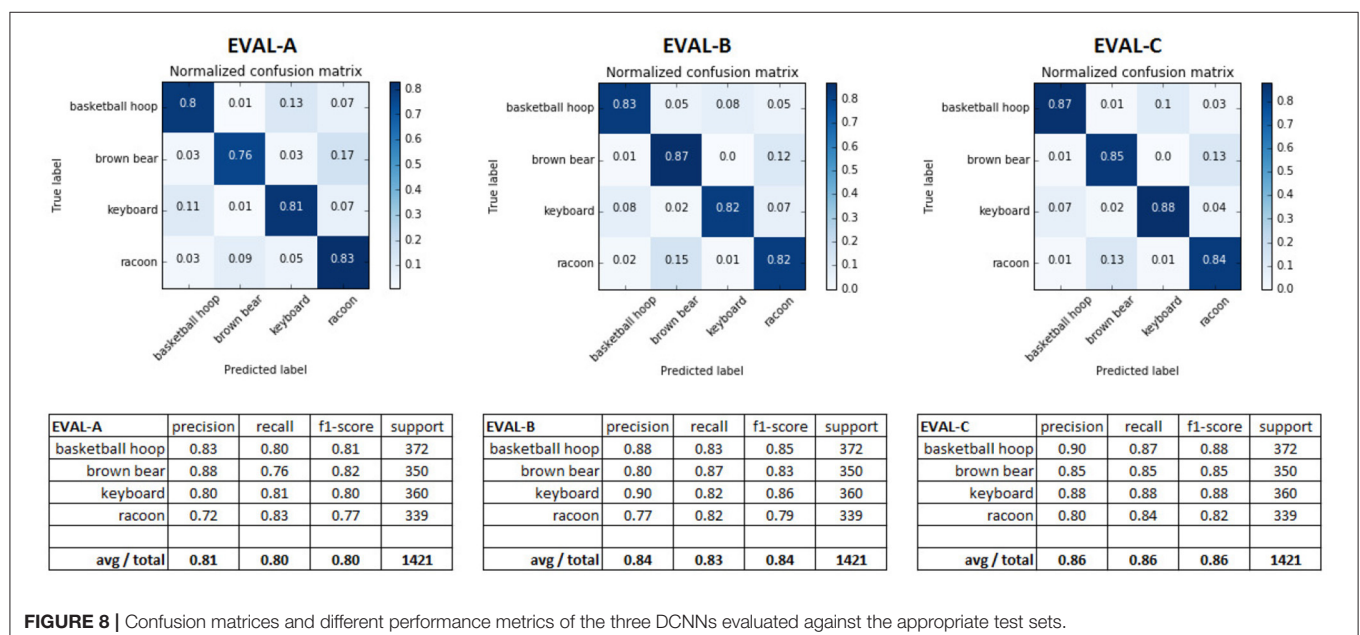 EVAL-A
Normalized confusion matrix
True label
basketball hoop 0.8 0.01 0.13 0.07
brown bear 0.03 0.76 0.03 0.17
keyboard 0.11 0.01 0.81 0.07
racoon 0.03 0.09 0.05 0.83
basketball hoop brown bear keyboard racoon
Predicted label
0.8
0.7
0.6
0.5
0.4
0.3
0.2
0.1
EVAL-B
Normalized confusion matrix
True label
basketball hoop 0.83 0.05 0.08 0.05
brown bear 0.01 0.87 0.0 0.12
keyboard 0.08 0.02 0.82 0.07
racoon 0.02 0.15 0.01 0.82
basketball hoop brown bear keyboard racoon
Predicted label
0.8
0.7
0.6
0.5
0.4
0.3
0.2
0.1
0.0
EVAL-C
Normalized confusion matrix
True label
basketball hoop 0.87 0.01 0.1 0.03
brown bear 0.01 0.85 0.0 0.13
keyboard 0.07 0.02 0.88 0.04
racoon 0.01 0.13 0.01 0.84
basketball hoop brown bear keyboard racoon
Predicted label
0.8
0.7
0.6
0.5
0.4
0.3
0.2
0.1
0.0
EVAL-A precision recall f1-score support
basketball hoop 0.83 0.80 0.81 372
brown bear 0.88 0.76 0.82 350
keyboard 0.80 0.81 0.80 360
racoon 0.72 0.83 0.77 339
avg / total 0.81 0.80 0.80 1421
EVAL-B precision recall f1-score support
basketball hoop 0.88 0.83 0.85 372
brown bear 0.80 0.87 0.83 350
keyboard 0.90 0.82 0.86 360
racoon 0.77 0.82 0.79 339
avg / total 0.84 0.83 0.84 1421
EVAL-C precision recall f1-score support
basketball hoop 0.90 0.87 0.88 372
brown bear 0.85 0.85 0.85 350
keyboard 0.88 0.88 0.88 360
racoon 0.80 0.84 0.82 339
avg / total 0.86 0.86 0.86 1421
FIGURE 8 | Confusion matrices and different performance metrics of the three DCNNs evaluated against the appropriate test sets.